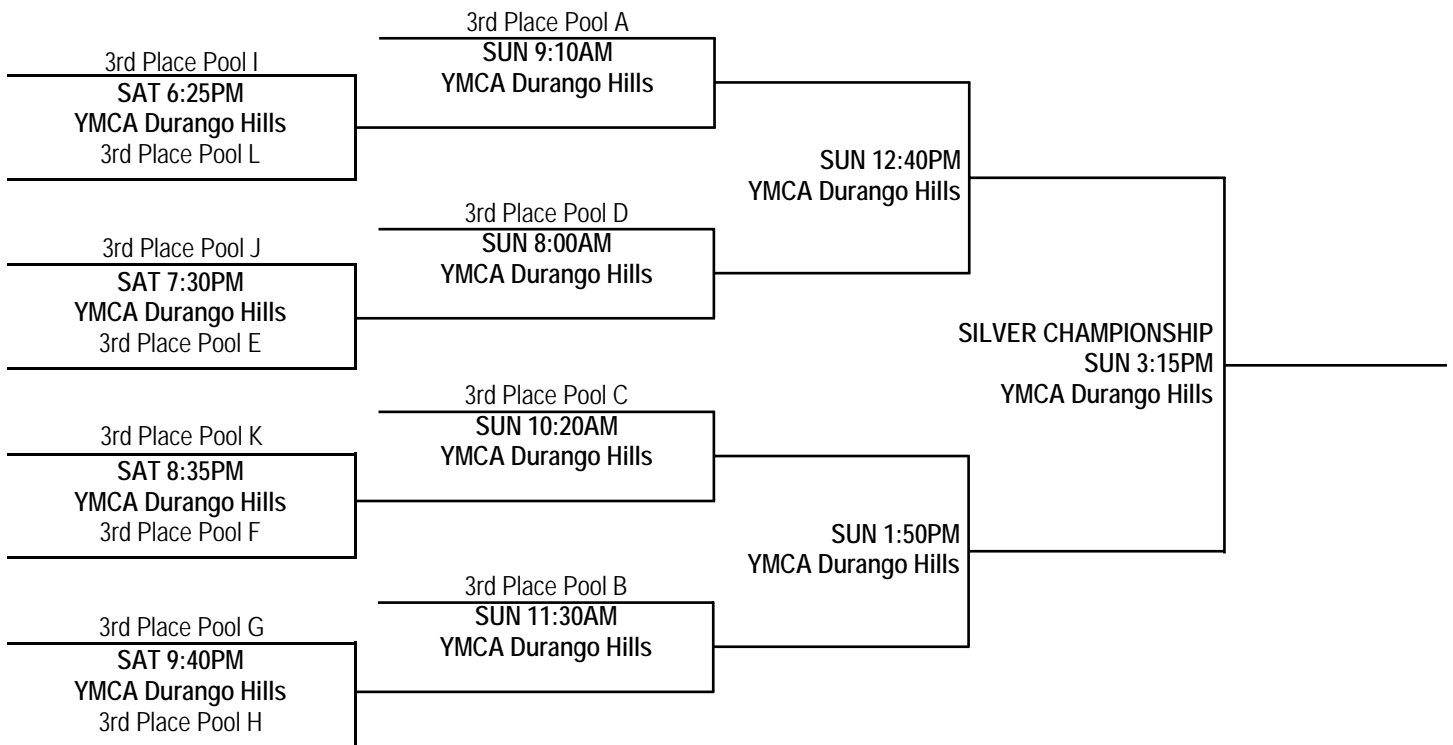 3rd Place Pool I
SAT 6:25PM
YMCA Durango Hills
3rd Place Pool L
3rd Place Pool J
SAT 7:30PM
YMCA Durango Hills
3rd Place Pool E
3rd Place Pool K
SAT 8:35PM
YMCA Durango Hills
3rd Place Pool F
3rd Place Pool G
SAT 9:40PM
YMCA Durango Hills
3rd Place Pool H
3rd Place Pool A
SUN 9:10AM
YMCA Durango Hills
3rd Place Pool D
SUN 8:00AM
YMCA Durango Hills
3rd Place Pool C
SUN 10:20AM
YMCA Durango Hills
3rd Place Pool B
SUN 11:30AM
YMCA Durango Hills
SUN 12:40PM
YMCA Durango Hills
SUN 1:50PM
YMCA Durango Hills
SILVER CHAMPIONSHIP
SUN 3:15PM
YMCA Durango Hills